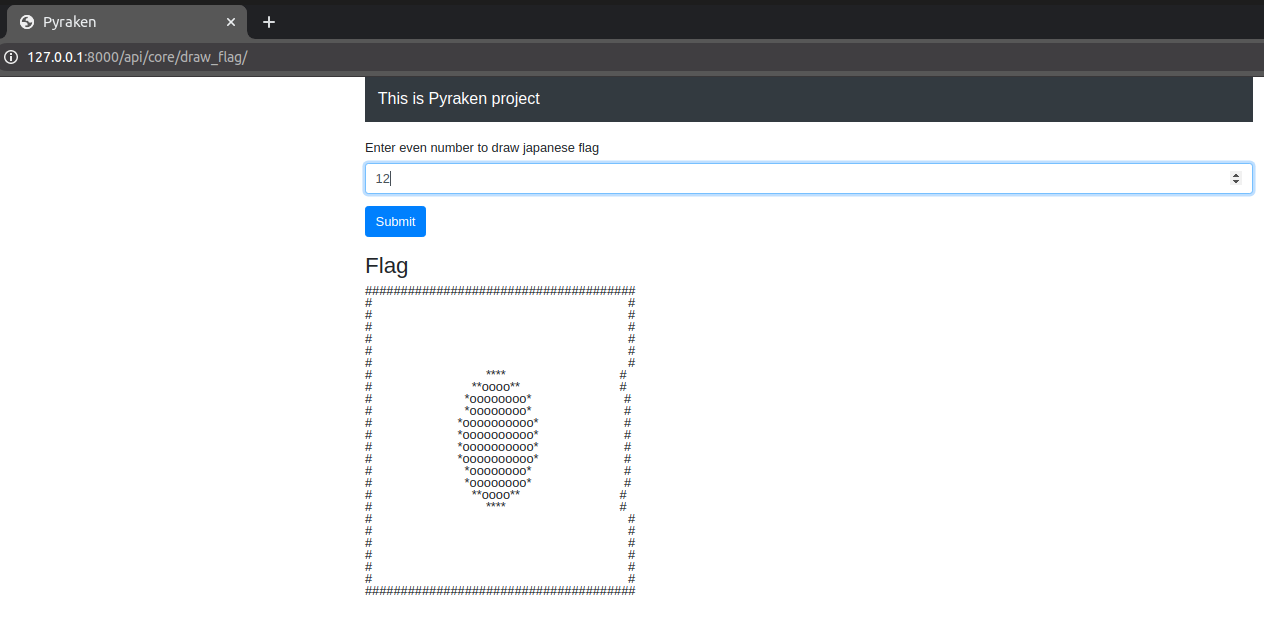 Pyraken
127.0.0.1:8000/api/core/draw_flag/
This is Pyraken project
Enter even number to draw japanese flag
12
Submit
Flag
######################################
#                                    #
#                                    #
#                                    #
#                                    #
#                                    #
#                                    #
#                ****                #
#              **oooo**              #
#             *oooooooo*             #
#             *oooooooo*             #
#            *oooooooooo*            #
#            *oooooooooo*            #
#            *oooooooooo*            #
#            *oooooooooo*            #
#             *oooooooo*             #
#             *oooooooo*             #
#              **oooo**              #
#                ****                #
#                                    #
#                                    #
#                                    #
#                                    #
#                                    #
#                                    #
######################################